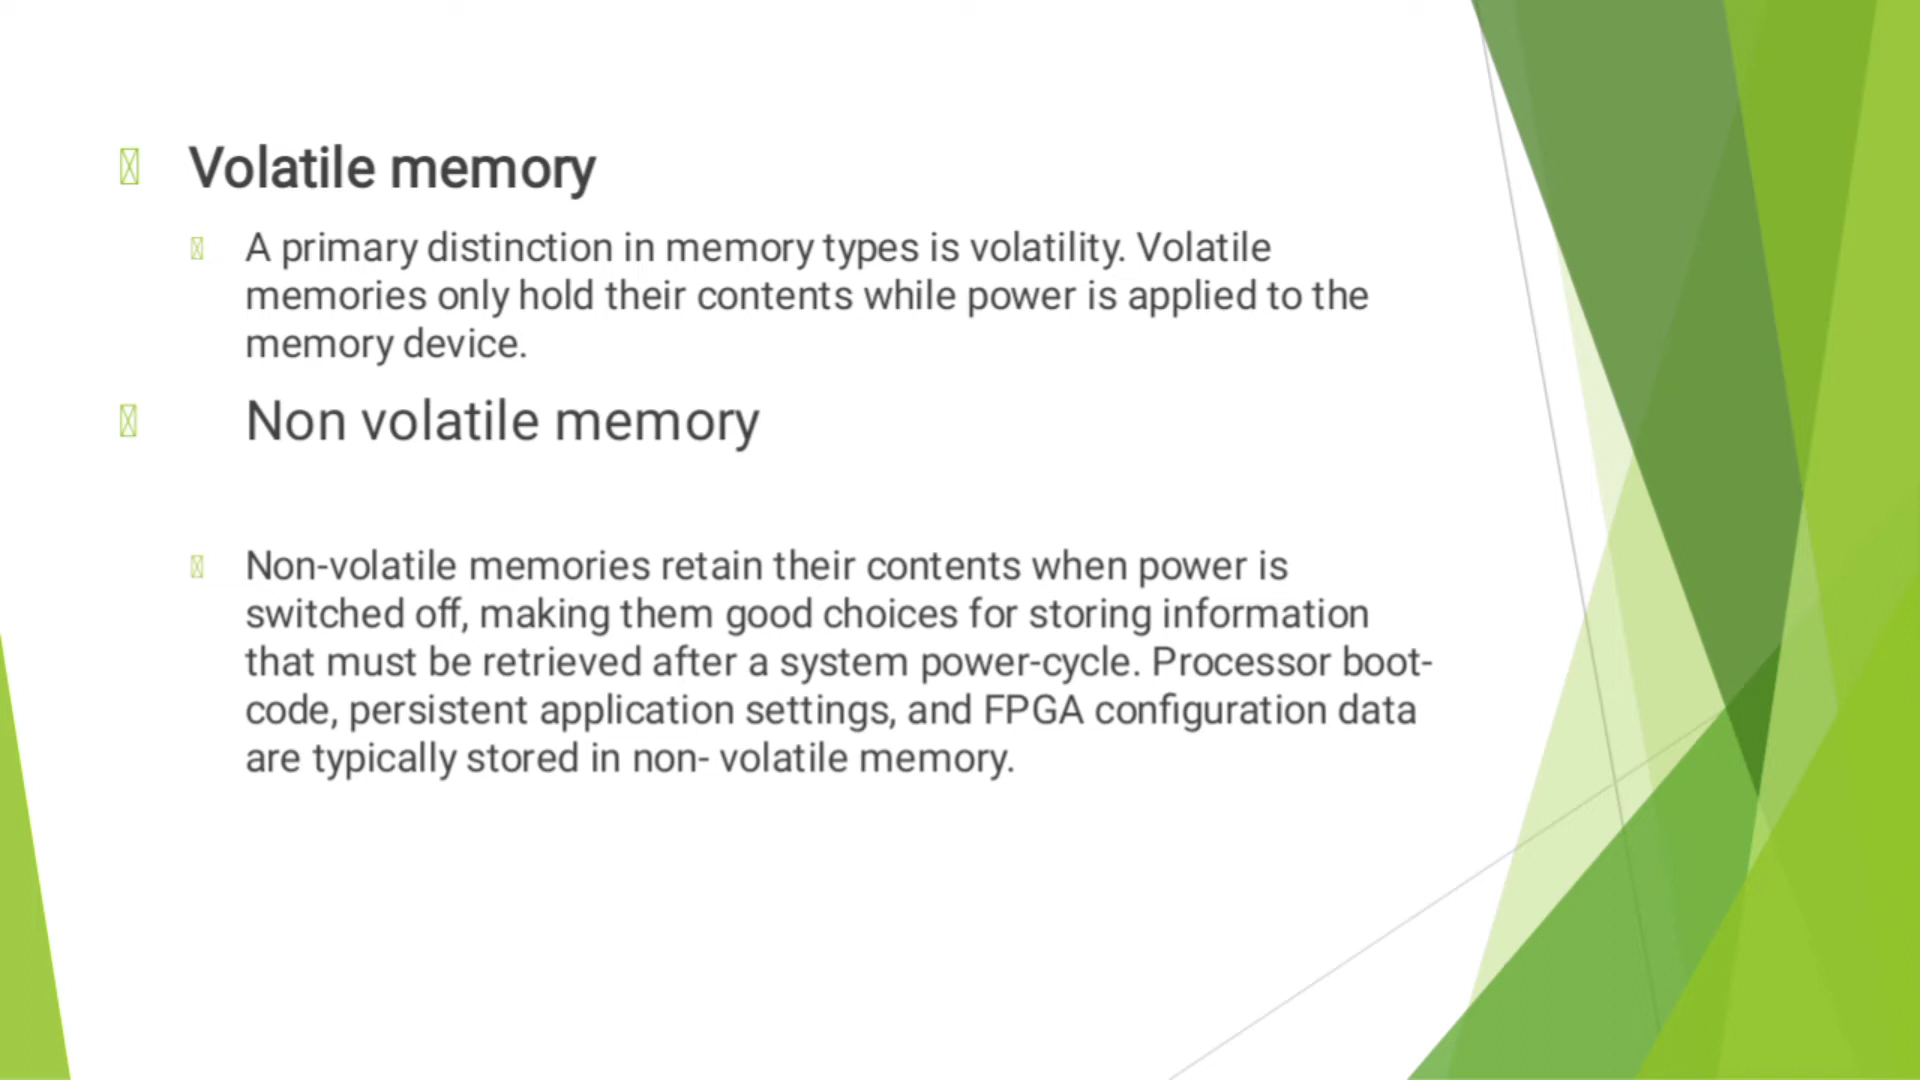 Volatile memory
A primary distinction in memory types is volatility. Volatile
memories only hold their contents while power is applied to the
memory device.
Non volatile memory
Non-volatile memories retain their contents when power is
switched off, making them good choices for storing information
that must be retrieved after a system power-cycle. Processor boot-
code, persistent application settings, and FPGA configuration data
are typically stored in non- volatile memory.